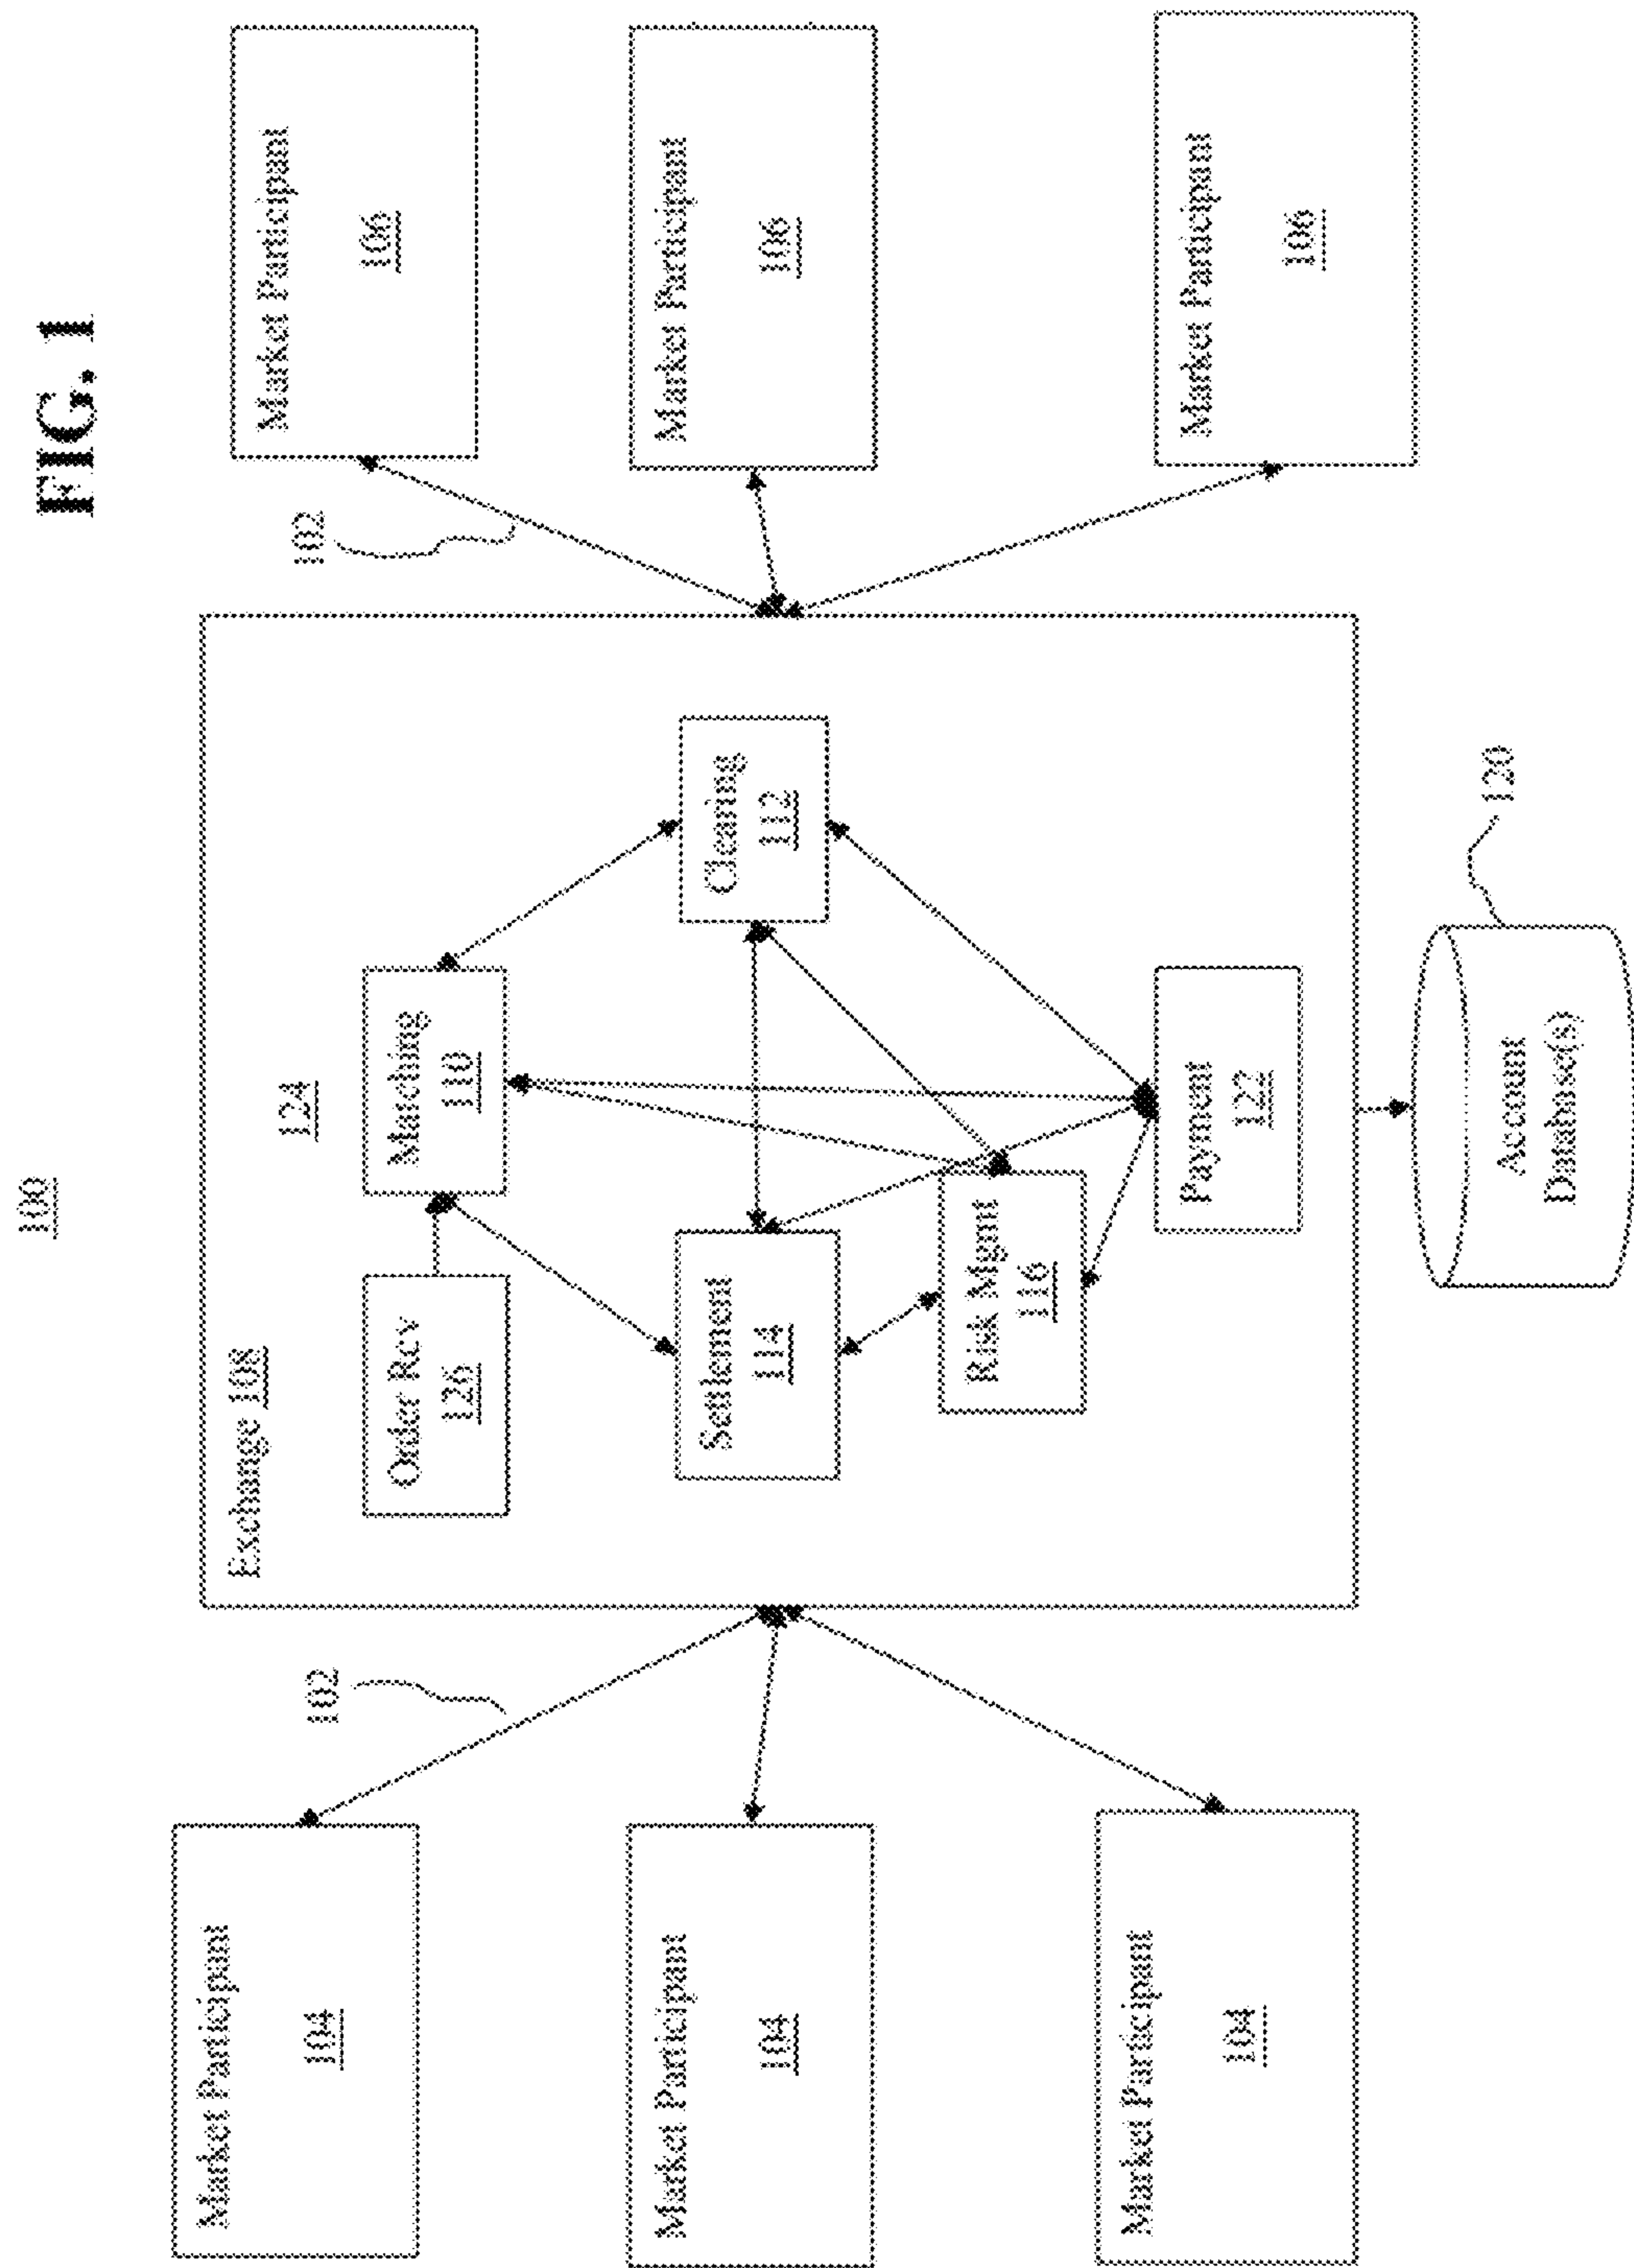 FIG. 1
100
Market Participant
104
Market Participant
104
Market Participant
104
102
Exchange 108
124
Order Rcv
126
Matching
110
Settlement
114
Clearing
112
Risk Mgmt
116
Payment
122
102
Market Participant
106
Market Participant
106
Market Participant
106
Account
Database(s)
120